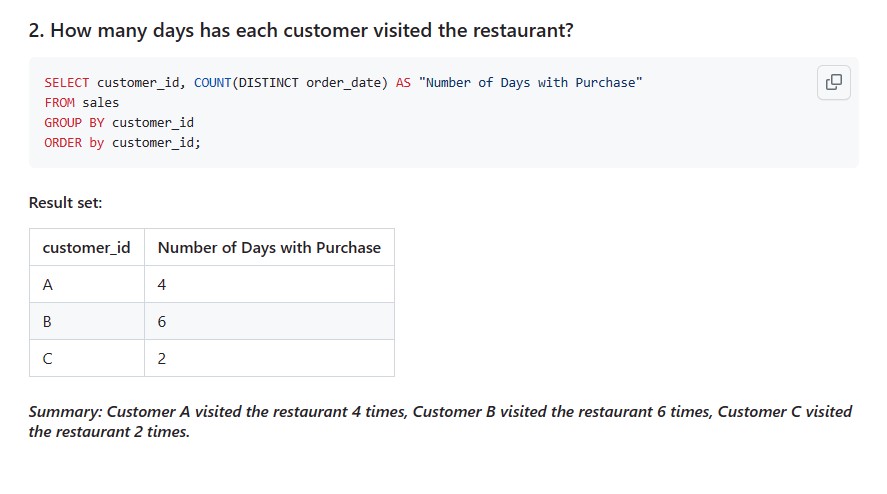 2. How many days has each customer visited the restaurant?
SELECT customer_id, COUNT(DISTINCT order_date) AS "Number of Days with Purchase"
FROM sales
GROUP BY customer_id
ORDER by customer_id;
Result set:
customer_id Number of Days with Purchase
A 4
B 6
C 2
Summary: Customer A visited the restaurant 4 times, Customer B visited the restaurant 6 times, Customer C visited
the restaurant 2 times.